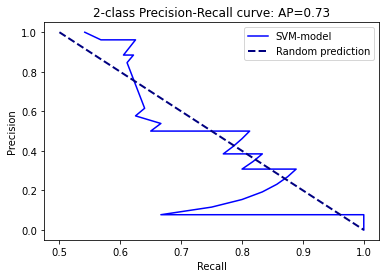 2-class Precision-Recall curve: AP=0.73
SVM-model
Random prediction
Precision
1.0
0.8
0.6
0.4
0.2
0.0
0.5 0.6 0.7 0.8 0.9 1.0
Recall